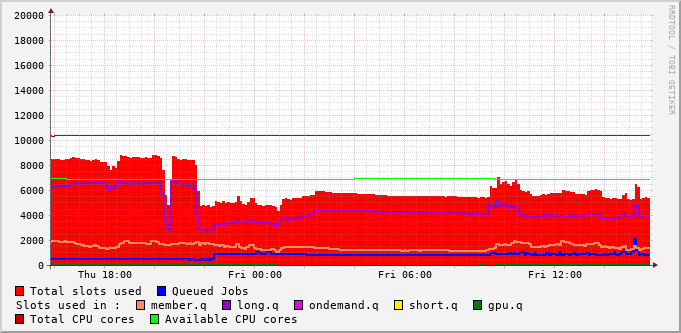 20000
18000
16000
14000
12000
10000
8000
6000
4000
2000
0
Thu 18:00 Fri 00:00 Fri 06:00 Fri 12:00
RRDTOOL / TOBI OETIKER
Total slots used Queued Jobs
Slots used in : member.q long.q ondemand.q short.q gpu.q
Total CPU cores Available CPU cores